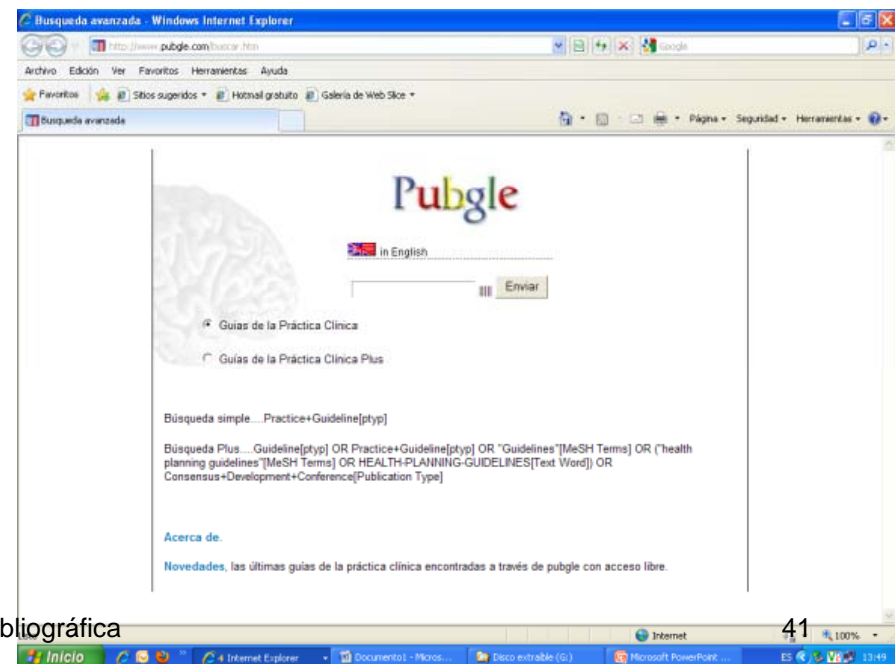 Busqueda avanzada - Windows Internet Explorer
http://www.pubgle.com/buscar.htm
Google
Archivo Edición Ver Favoritos Herramientas Ayuda
Favoritos Sitios sugeridos Hotmail gratuito Galería de Web Slice
Busqueda avanzada
Página Seguridad Herramientas
Pubgle
in English
Enviar
Guias de la Práctica Clínica
Guías de la Práctica Clínica Plus
Búsqueda simple....Practice+Guideline[ptyp]
Búsqueda Plus....Guideline[ptyp] OR Practice+Guideline[ptyp] OR "Guidelines"[MeSH Terms] OR ("health
planning guidelines"[MeSH Terms] OR HEALTH-PLANNING-GUIDELINES[Text Word]) OR
Consensus+Development+Conference[Publication Type]
Acerca de.
Novedades, las últimas guías de la práctica clínica encontradas a través de pubgle con acceso libre.
bliográfica
41
Internet
100%
Inicio
4 Internet Explorer
Documento1 - Micros...
Disco extraíble (G:)
Microsoft PowerPoint ...
ES
13:49